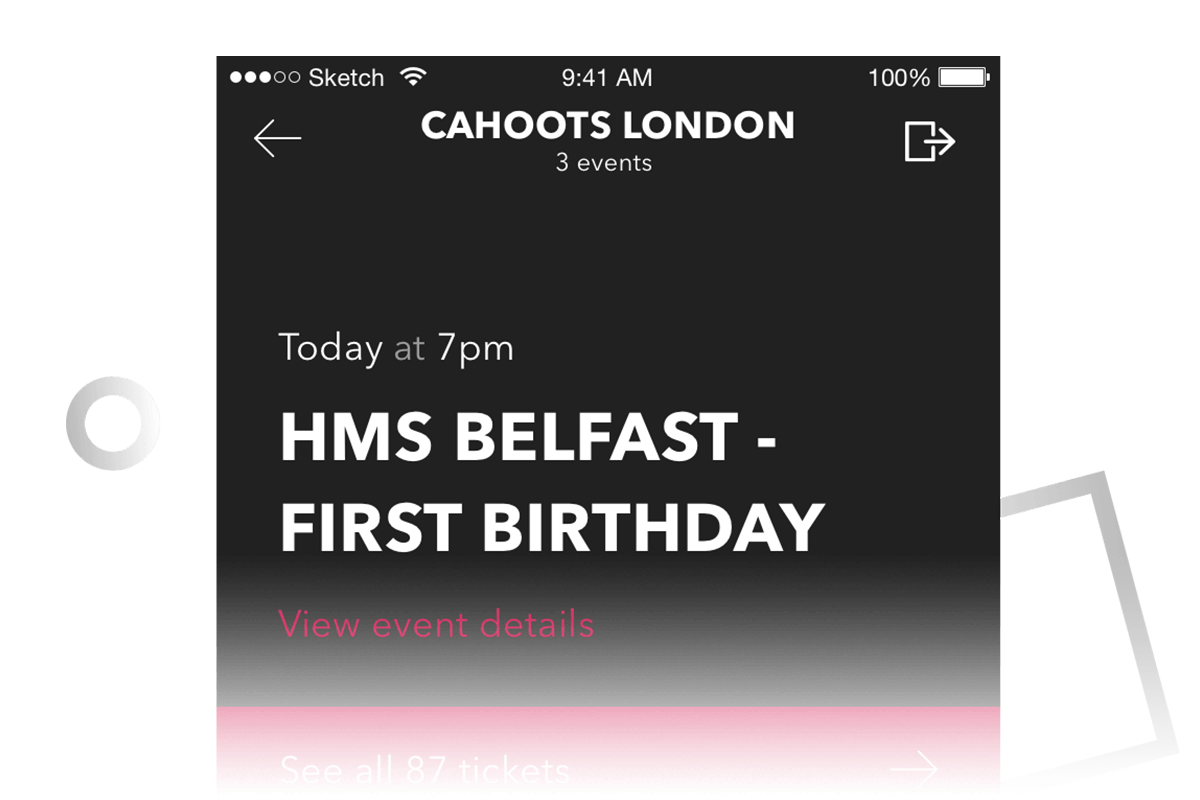 Sketch 9:41 AM 100%
CAHOOTS LONDON
3 events
Today at 7pm
HMS BELFAST -
FIRST BIRTHDAY
View event details
See all 87 tickets